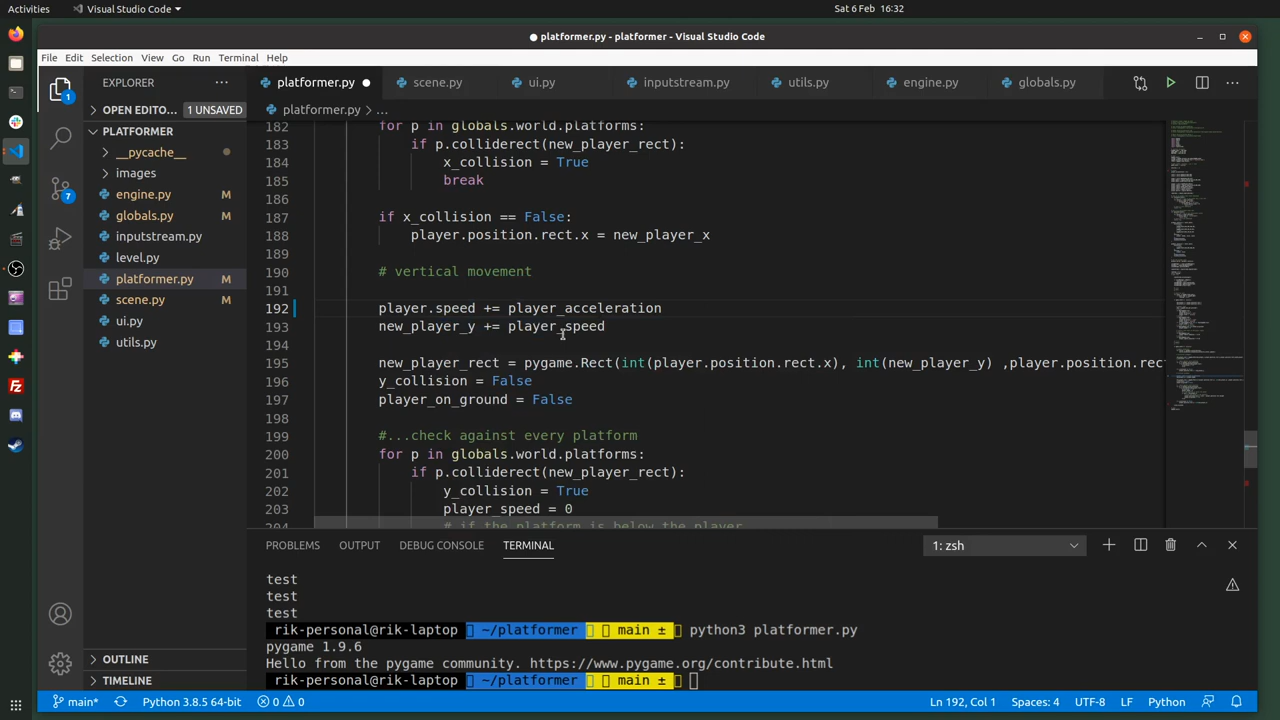 Activities
Visual Studio Code
Sat 6 Feb 16:32
● platformer.py - platformer - Visual Studio Code
File Edit Selection View Go Run Terminal Help
EXPLORER
platformer.py
scene.py
ui.py
inputstream.py
utils.py
engine.py
globals.py
1
OPEN EDITO... 1 UNSAVED
platformer.py > ...
PLATFORMER
__pycache__
images
engine.py M
globals.py M
inputstream.py
level.py
platformer.py M
scene.py M
ui.py
utils.py
7
182 for p in globals.world.platforms:
183 if p.colliderect(new_player_rect):
184 x_collision = True
185 break
186
187 if x_collision == False:
188 player.position.rect.x = new_player_x
189
190 # vertical movement
191
192 player.speed += player_acceleration
193 new_player_y += player_speed
194
195 new_player_rect = pygame.Rect(int(player.position.rect.x), int(new_player_y) ,player.position.rect
196 y_collision = False
197 player_on_ground = False
198
199 #...check against every platform
200 for p in globals.world.platforms:
201 if p.colliderect(new_player_rect):
202 y_collision = True
203 player_speed = 0
204 # if the platform is below the player
PROBLEMS OUTPUT DEBUG CONSOLE TERMINAL
1: zsh
test
test
test
rik-personal@rik-laptop ~/platformer main ± python3 platformer.py
pygame 1.9.6
Hello from the pygame community. https://www.pygame.org/contribute.html
rik-personal@rik-laptop ~/platformer main ±
OUTLINE
TIMELINE
main* Python 3.8.5 64-bit 0 0 Ln 192, Col 1 Spaces: 4 UTF-8 LF Python